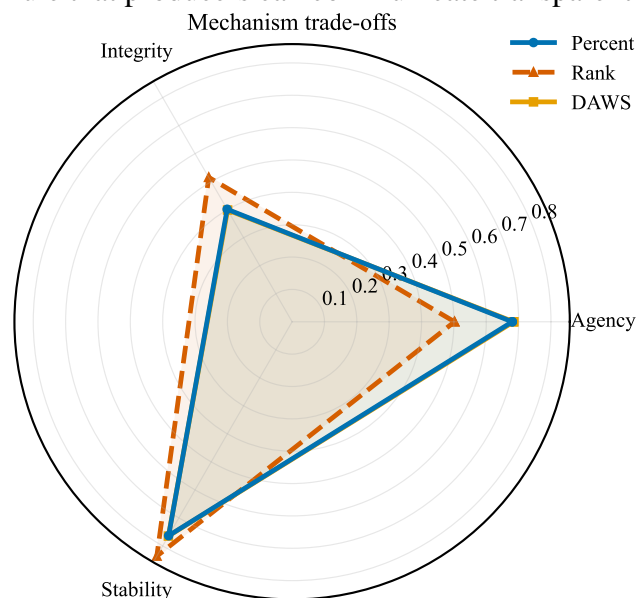 Mechanism trade-offs
Integrity
Percent
Rank
DAWS
0.8
0.7
0.6
0.5
0.4
0.3
0.2
0.1
Agency
Stability